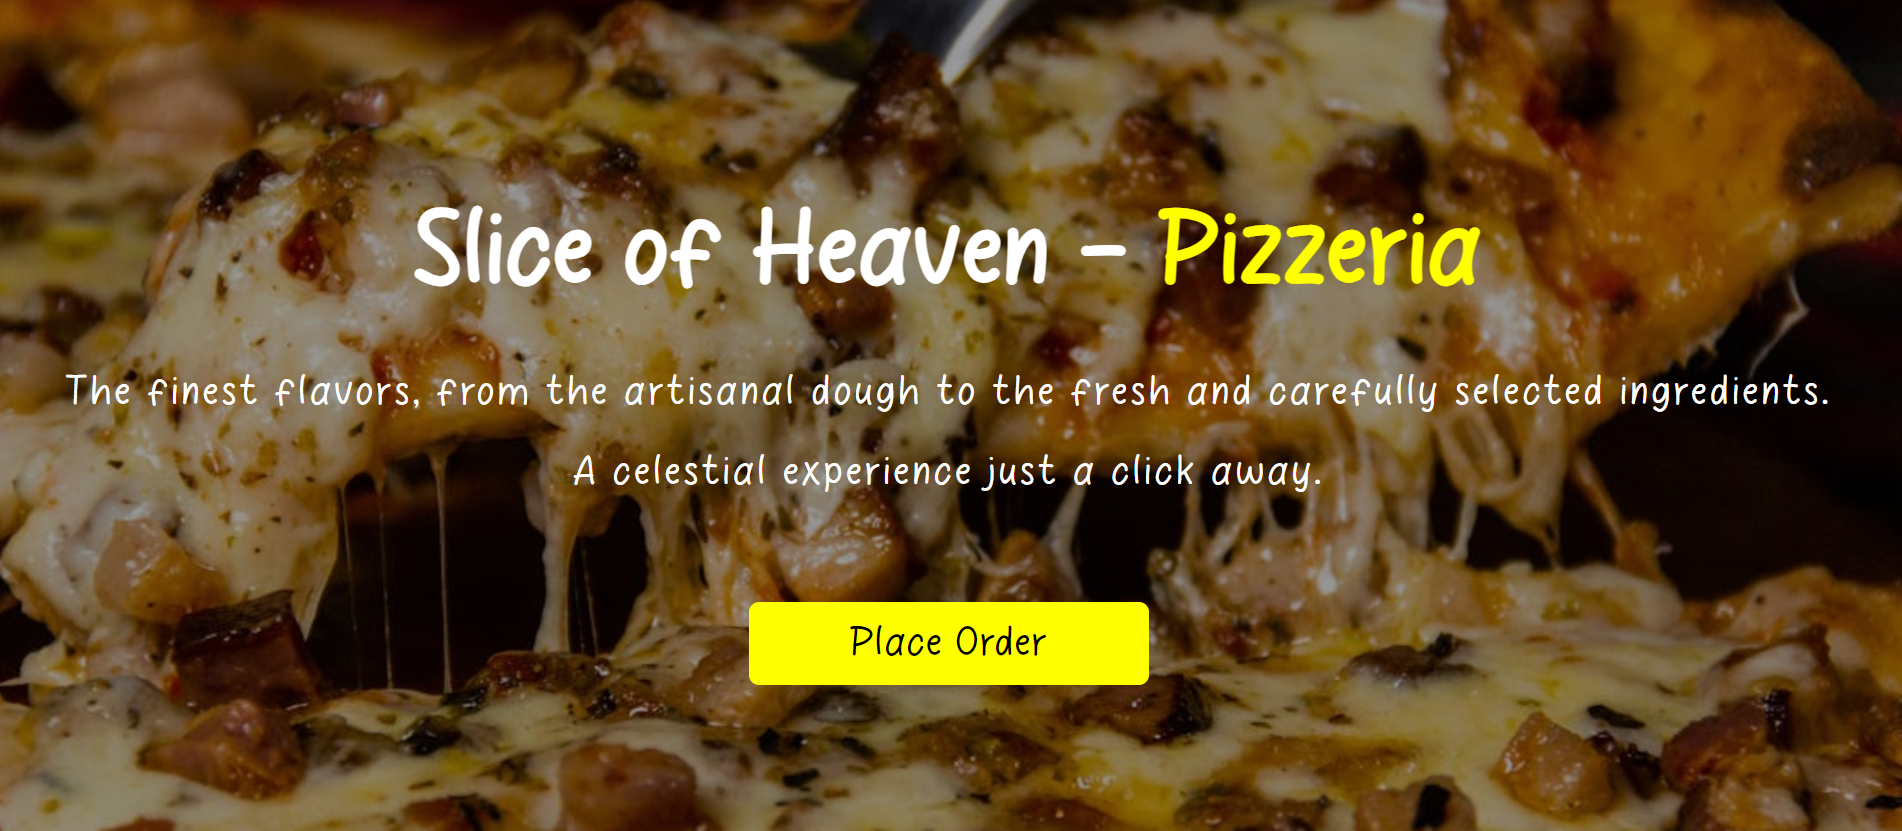 Slice of Heaven – Pizzeria
The finest flavors, from the artisanal dough to the fresh and carefully selected ingredients.
A celestial experience just a click away.
Place Order